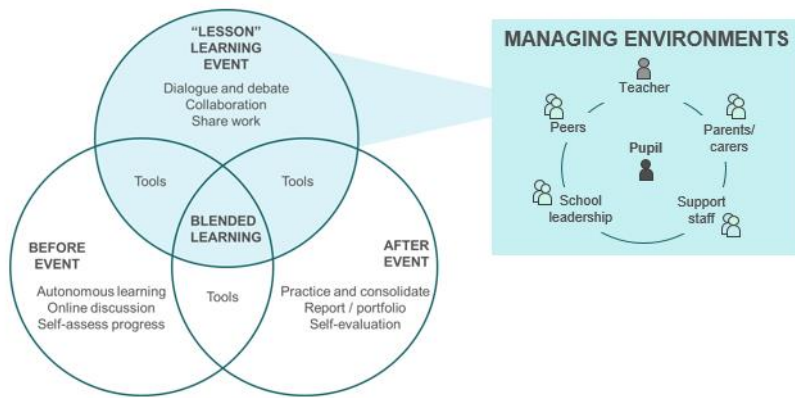 “LESSON”
LEARNING
EVENT
Dialogue and debate
Collaboration
Share work
Tools
Tools
BLENDED
LEARNING
BEFORE
EVENT
Autonomous learning
Online discussion
Self-assess progress
Tools
AFTER
EVENT
Practice and consolidate
Report / portfolio
Self-evaluation
MANAGING ENVIRONMENTS
Teacher
Peers
Parents/
carers
Pupil
School
leadership
Support
staff